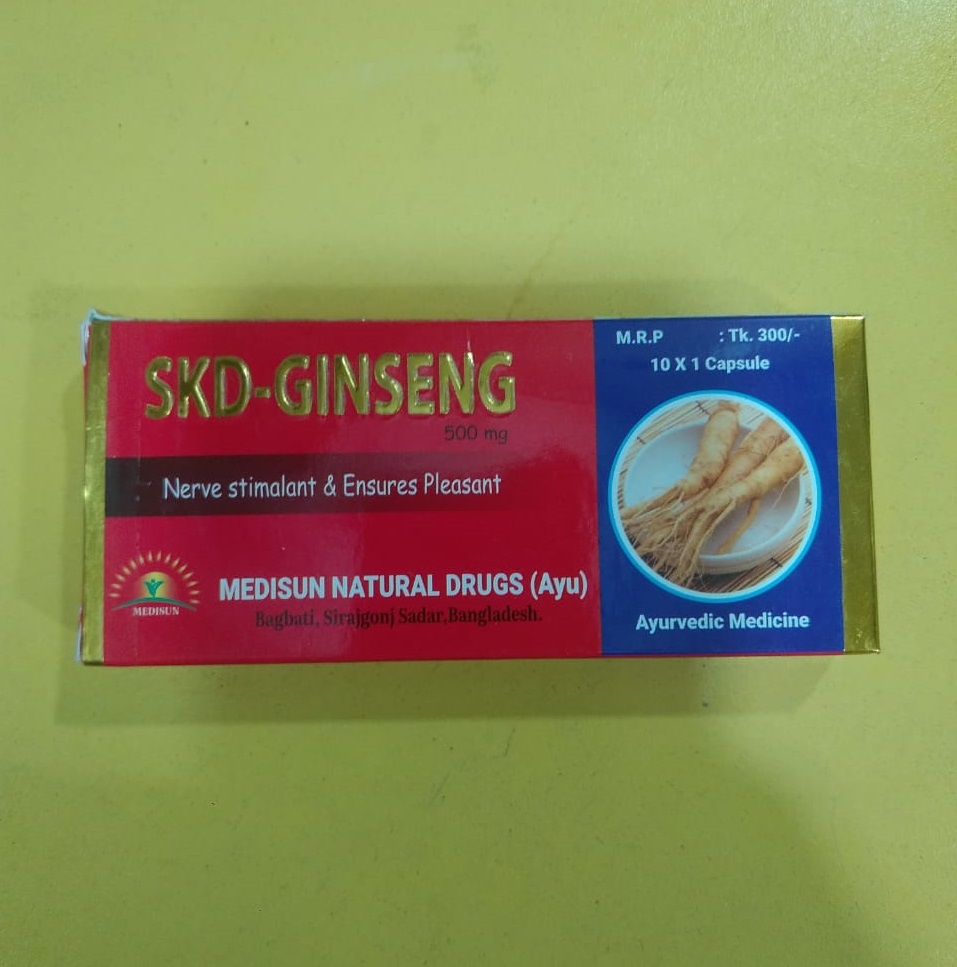 SKD-GINSENG
500 mg
Nerve stimalant & Ensures Pleasant
MEDISUN
MEDISUN NATURAL DRUGS (Ayu)
Bagbati, Sirajgonj Sadar,Bangladesh.
M.R.P : Tk. 300/-
10 X 1 Capsule
Ayurvedic Medicine